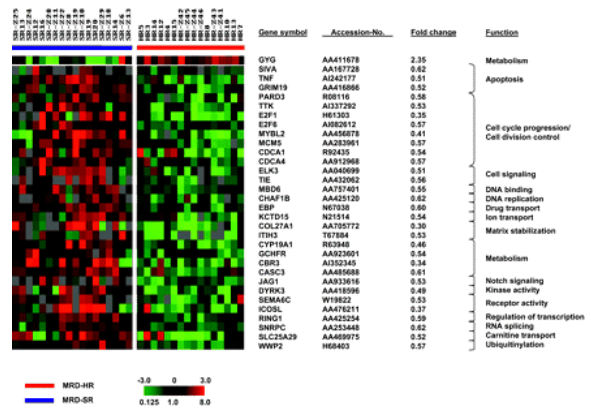 Gene symbol Accession-No. Fold change Function
GYG AA411678 2.35 Metabolism
SIVA AA167728 0.62
TNF AI242177 0.51 Apoptosis
GRIM19 AA416866 0.52
PARD3 R08116 0.58
TTK AI337292 0.53
E2F1 H61303 0.35
E2F6 AI082612 0.57
MYBL2 AA456878 0.41 Cell cycle progression/
MCM5 AA283961 0.57 Cell division control
CDCA1 R92435 0.54
CDCA4 AA912968 0.57
ELK3 AA040699 0.51 Cell signaling
TIE AA432062 0.56
MBD6 AA757401 0.55 DNA binding
CHAF1B AA425120 0.62 DNA replication
EBP N67038 0.60 Drug transport
KCTD15 N21514 0.54 Ion transport
COL27A1 AA705772 0.30 Matrix stabilization
ITIH3 T67884 0.53
CYP19A1 R63948 0.46
GCHFR AA923601 0.54 Metabolism
CBR3 AI352345 0.34
CASC3 AA485688 0.61
JAG1 AA933616 0.53 Notch signaling
DYRK3 AA418596 0.49 Kinase activity
SEMA6C W19822 0.53 Receptor activity
ICOSL AA476211 0.37
RING1 AA425254 0.59 Regulation of transcription
SNRPC AA253448 0.62 RNA splicing
SLC25A29 AA469975 0.52 Carnitine transport
WWP2 H68403 0.57 Ubiquitinylation
MRD-HR -3.0 0.0 3.0
MRD-SR 0.125 1.0 8.0